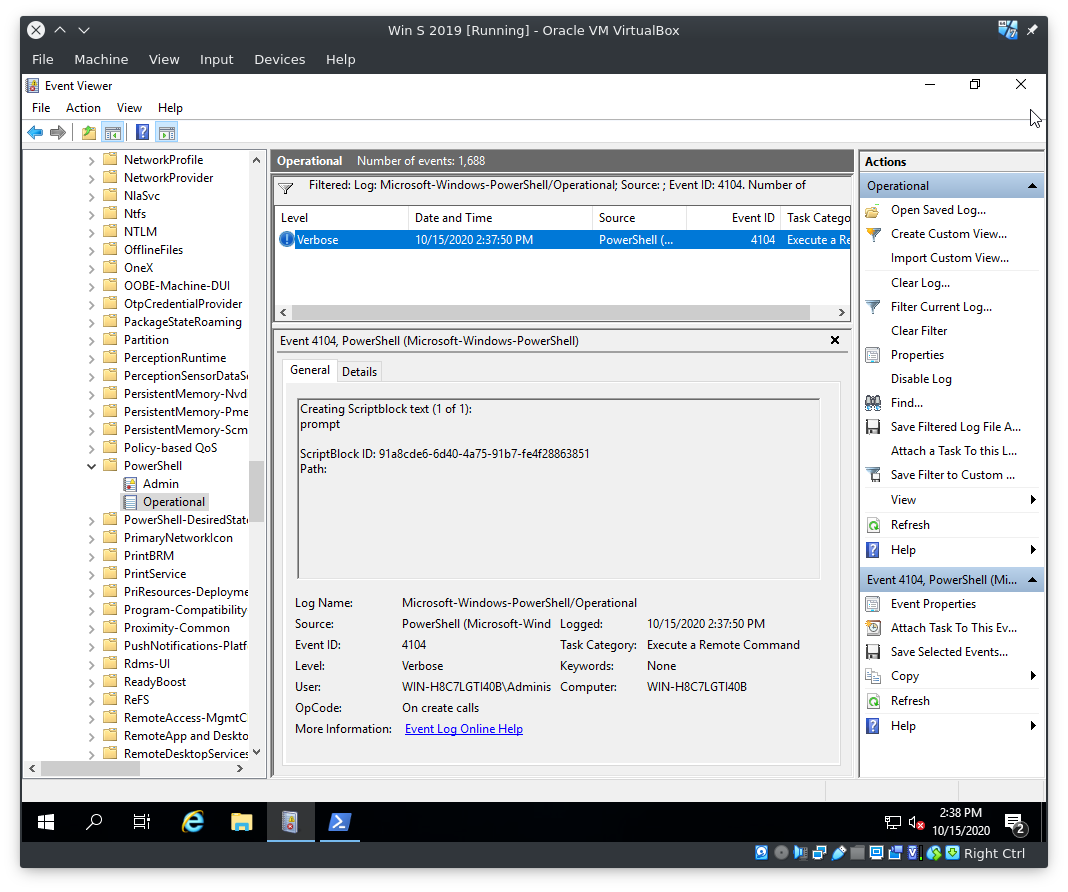 Win S 2019 [Running] - Oracle VM VirtualBox
File Machine View Input Devices Help
Event Viewer
File Action View Help
NetworkProfile
NetworkProvider
NlaSvc
Ntfs
NTLM
OfflineFiles
OneX
OOBE-Machine-DUI
OtpCredentialProvider
PackageStateRoaming
Partition
PerceptionRuntime
PerceptionSensorDataSe
PersistentMemory-Nvd
PersistentMemory-Pme
PersistentMemory-Scm
Policy-based QoS
PowerShell
Admin
Operational
PowerShell-DesiredState
PrimaryNetworkIcon
PrintBRM
PrintService
PriResources-Deployme
Program-Compatibility
Proximity-Common
PushNotifications-Platf
Rdms-UI
ReadyBoost
ReFS
RemoteAccess-MgmtC
RemoteApp and Deskto
RemoteDesktopServices
Operational Number of events: 1,688
Filtered: Log: Microsoft-Windows-PowerShell/Operational; Source: ; Event ID: 4104. Number of
Level Date and Time Source Event ID Task Catego
Verbose 10/15/2020 2:37:50 PM PowerShell (... 4104 Execute a Re
Event 4104, PowerShell (Microsoft-Windows-PowerShell)
General Details
Creating Scriptblock text (1 of 1):
prompt
ScriptBlock ID: 91a8cde6-6d40-4a75-91b7-fe4f28863851
Path:
Log Name: Microsoft-Windows-PowerShell/Operational
Source: PowerShell (Microsoft-Wind Logged: 10/15/2020 2:37:50 PM
Event ID: 4104 Task Category: Execute a Remote Command
Level: Verbose Keywords: None
User: WIN-H8C7LGTI40B\Adminis Computer: WIN-H8C7LGTI40B
OpCode: On create calls
More Information: Event Log Online Help
Actions
Operational
Open Saved Log...
Create Custom View...
Import Custom View...
Clear Log...
Filter Current Log...
Clear Filter
Properties
Disable Log
Find...
Save Filtered Log File A...
Attach a Task To this L...
Save Filter to Custom ...
View
Refresh
Help
Event 4104, PowerShell (Mi...
Event Properties
Attach Task To This Ev...
Save Selected Events...
Copy
Refresh
Help
2:38 PM
10/15/2020
2
Right Ctrl